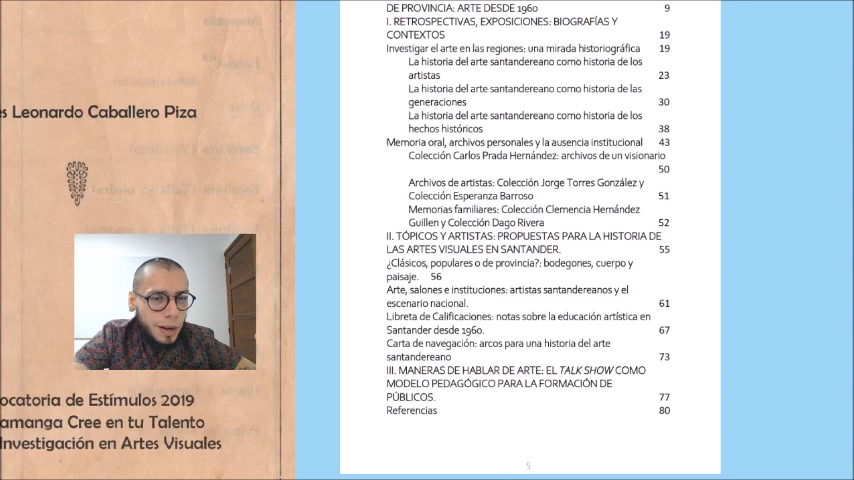 s Leonardo Caballero Piza
ocatoria de Estímulos 2019
amanga Cree en tu Talento
Investigación en Artes Visuales
DE PROVINCIA: ARTE DESDE 1960 9
I. RETROSPECTIVAS, EXPOSICIONES: BIOGRAFÍAS Y
CONTEXTOS 19
Investigar el arte en las regiones: una mirada historiográfica 19
La historia del arte santandereano como historia de los
artistas 23
La historia del arte santandereano como historia de las
generaciones 30
La historia del arte santandereano como historia de los
hechos históricos 38
Memoria oral, archivos personales y la ausencia institucional 43
Colección Carlos Prada Hernández: archivos de un visionario
50
Archivos de artistas: Colección Jorge Torres González y
Colección Esperanza Barroso 51
Memorias familiares: Colección Clemencia Hernández
Guillen y Colección Dago Rivera 52
II. TÓPICOS Y ARTISTAS: PROPUESTAS PARA LA HISTORIA DE
LAS ARTES VISUALES EN SANTANDER. 55
¿Clásicos, populares o de provincia?: bodegones, cuerpo y
paisaje. 56
Arte, salones e instituciones: artistas santandereanos y el
escenario nacional. 61
Libreta de Calificaciones: notas sobre la educación artística en
Santander desde 1960. 67
Carta de navegación: arcos para una historia del arte
santandereano 73
III. MANERAS DE HABLAR DE ARTE: EL TALK SHOW COMO
MODELO PEDAGÓGICO PARA LA FORMACIÓN DE
PÚBLICOS. 77
Referencias 80
5